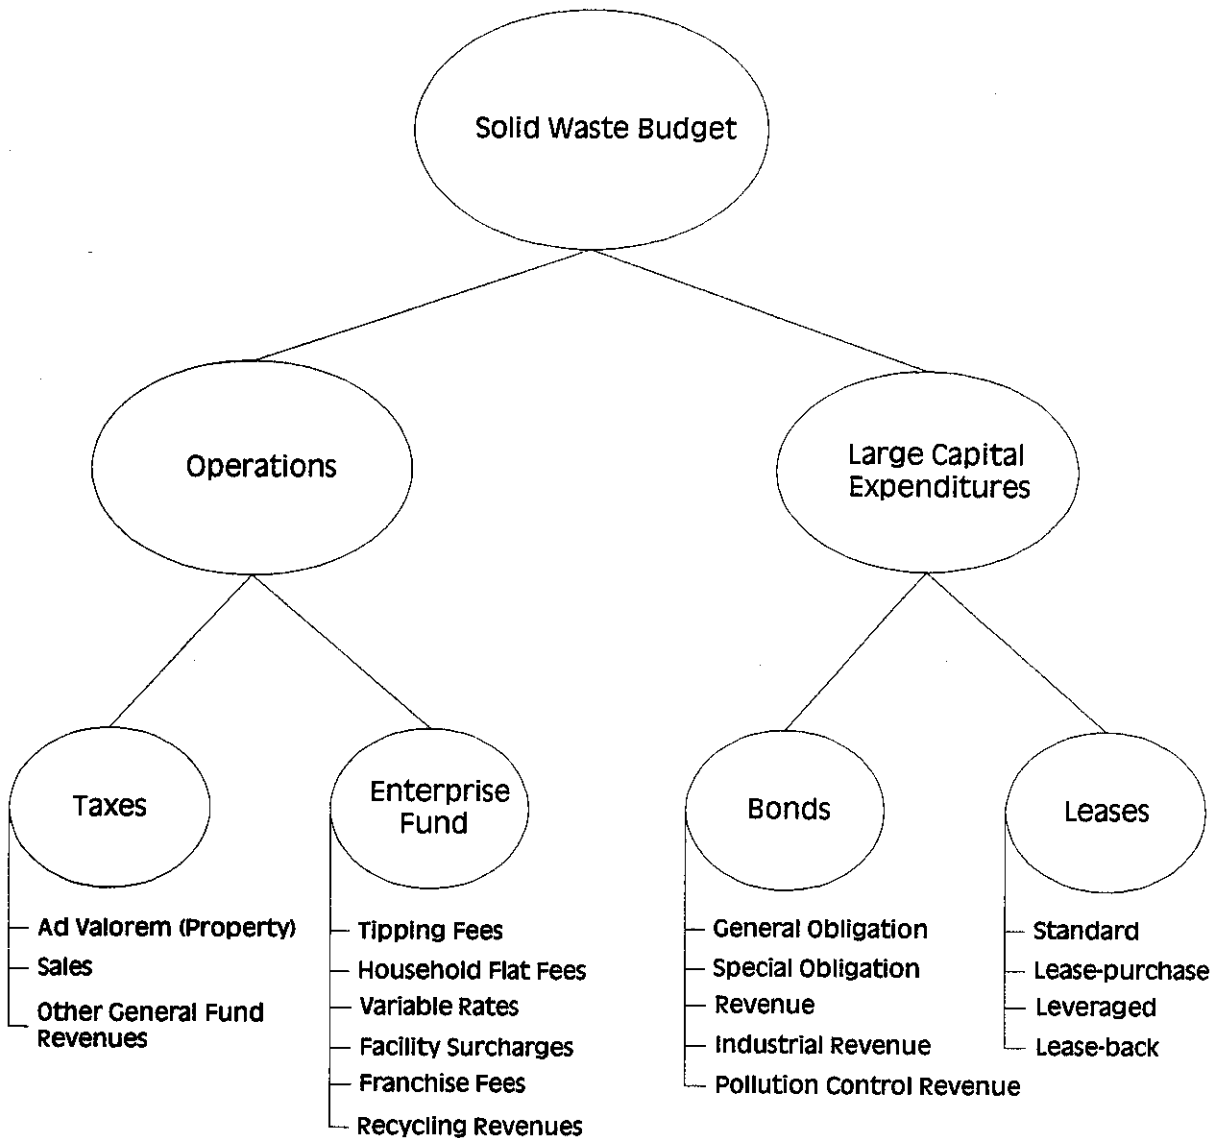 Solid Waste Budget
Operations
Large Capital
Expenditures
Taxes
Ad Valorem (Property)
Sales
Other General Fund
Revenues
Enterprise
Fund
Tipping Fees
Household Flat Fees
Variable Rates
Facility Surcharges
Franchise Fees
Recycling Revenues
Bonds
General Obligation
Special Obligation
Revenue
Industrial Revenue
Pollution Control Revenue
Leases
Standard
Lease-purchase
Leveraged
Lease-back